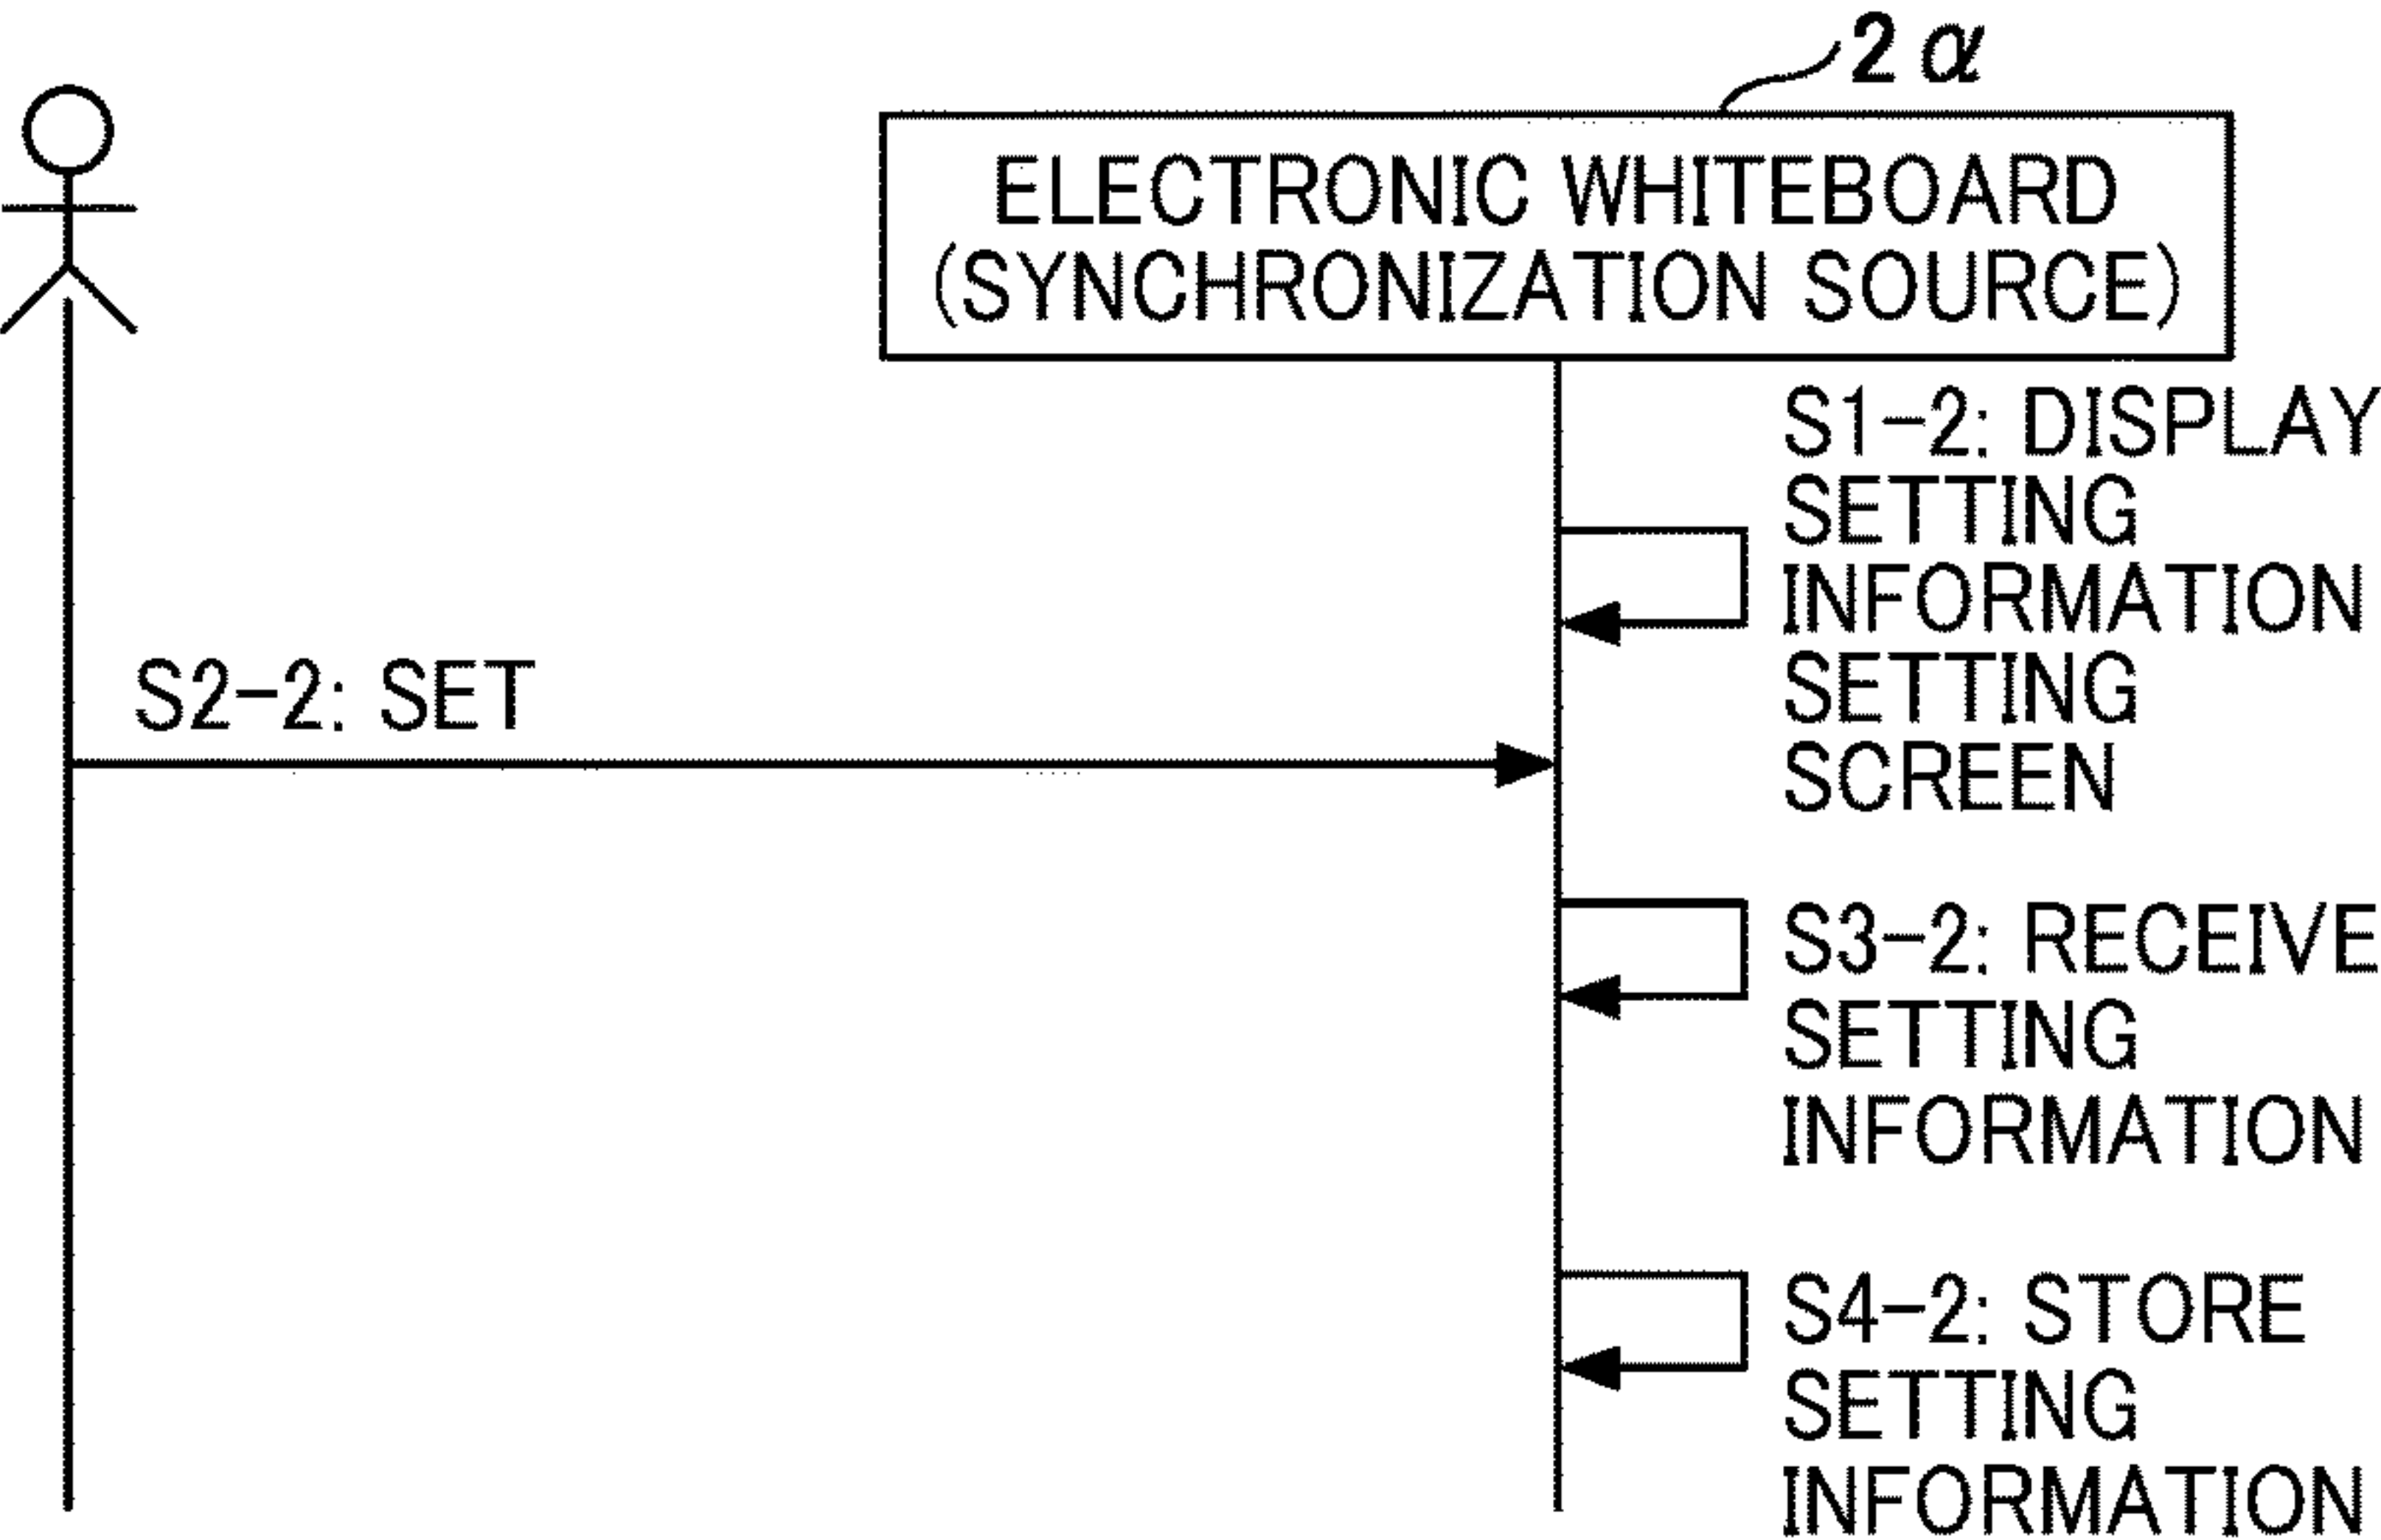 2α
ELECTRONIC WHITEBOARD
(SYNCHRONIZATION SOURCE)
S1-2: DISPLAY
SETTING
INFORMATION
SETTING
SCREEN
S2-2: SET
S3-2: RECEIVE
SETTING
INFORMATION
S4-2: STORE
SETTING
INFORMATION